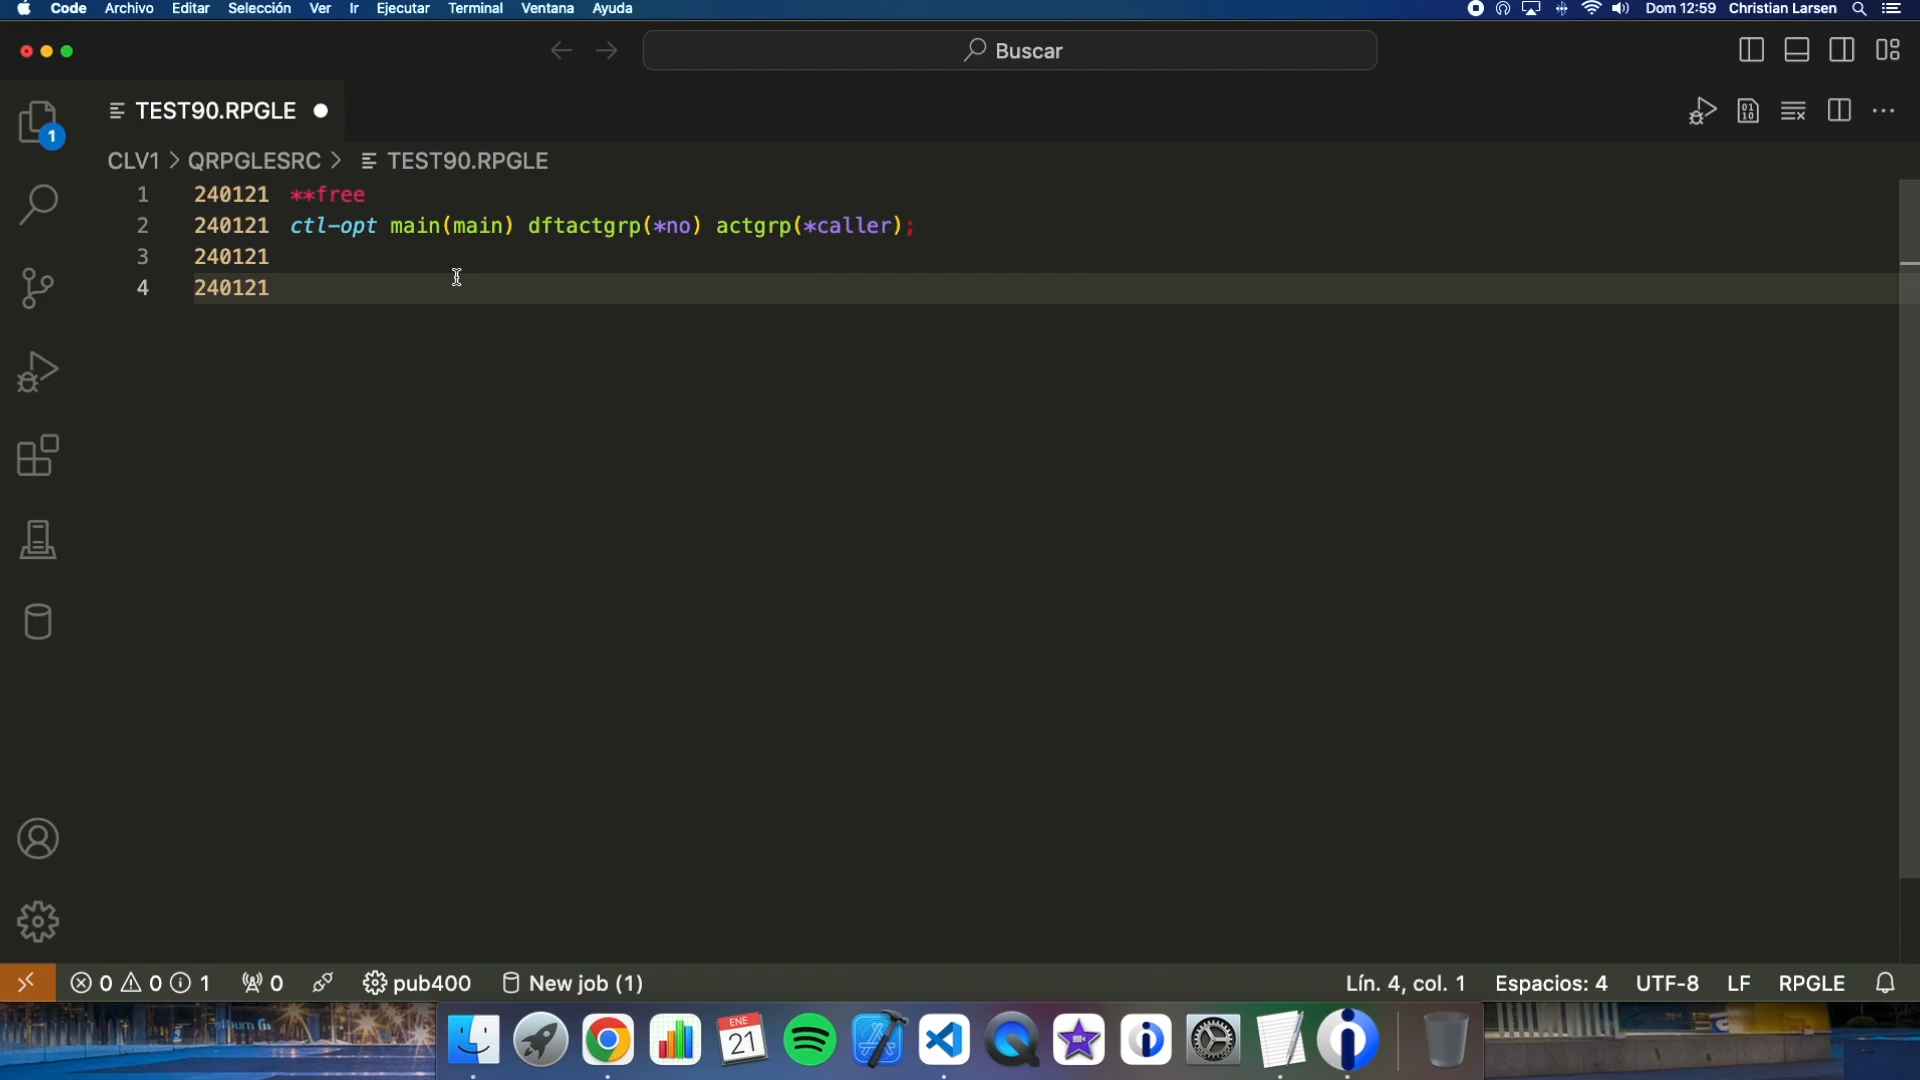 Code Archivo Editar Selección Ver Ir Ejecutar Terminal Ventana Ayuda Dom 12:59 Christian Larsen
Buscar
TEST90.RPGLE
1
CLV1 > QRPGLESRC > TEST90.RPGLE
1 240121 **free
2 240121 ctl-opt main(main) dftactgrp(*no) actgrp(*caller);
3 240121
4 240121
0 0 1 0 pub400 New job (1) Lín. 4, col. 1 Espacios: 4 UTF-8 LF RPGLE
ENE
21